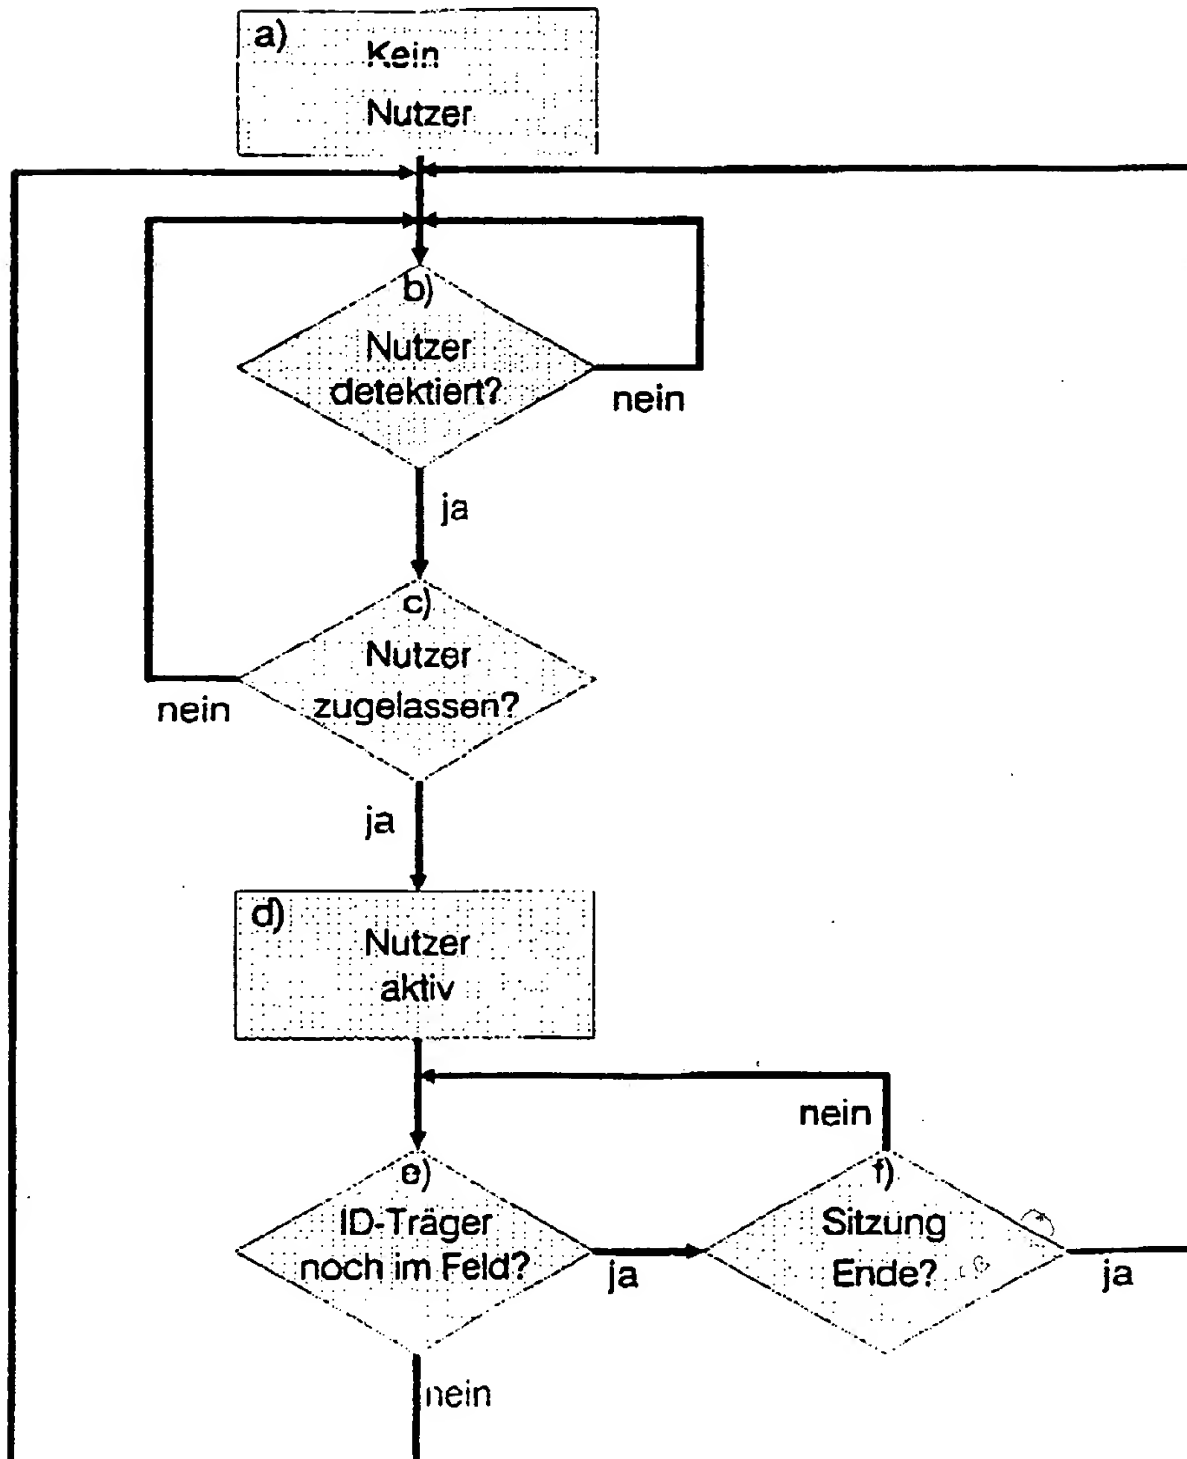 a)
Kein
Nutzer
b)
Nutzer
detektiert?
nein
ja
c)
Nutzer
zugelassen?
nein
ja
d)
Nutzer
aktiv
nein
e)
ID-Träger
noch im Feld?
ja
f)
Sitzung
Ende?
ja
nein